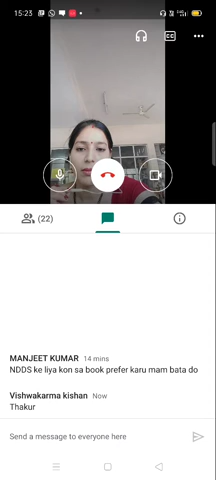 15:23
(22)
MANJEET KUMAR 14 mins
NDDS ke liya kon sa book prefer karu mam bata do
Vishwakarma kishan Now
Thakur
Send a message to everyone here